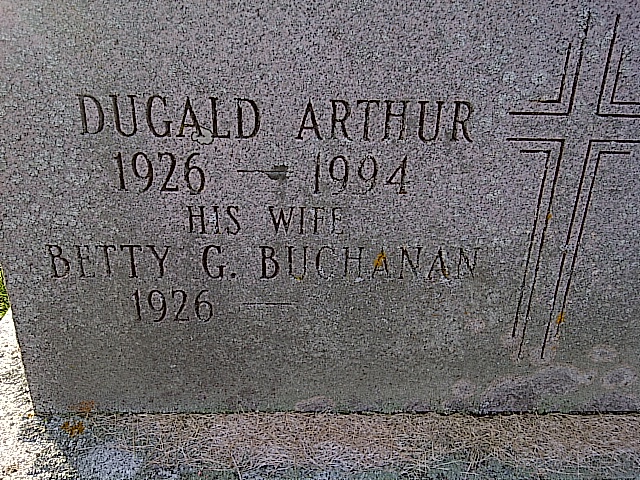 DUGALD ARTHUR
1926 — 1994
HIS WIFE
BETTY G. BUCHANAN
1926 —